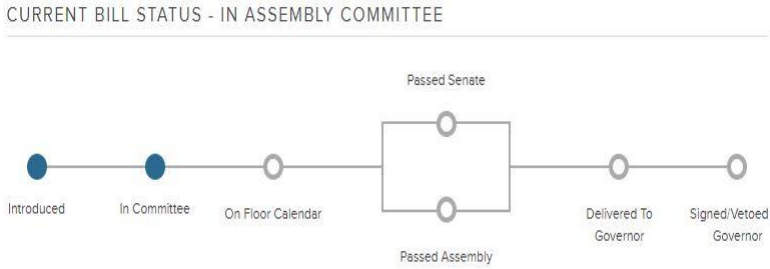 CURRENT BILL STATUS - IN ASSEMBLY COMMITTEE
Passed Senate
Introduced
In Committee
On Floor Calendar
Passed Assembly
Delivered To
Governor
Signed/Vetoed
Governor